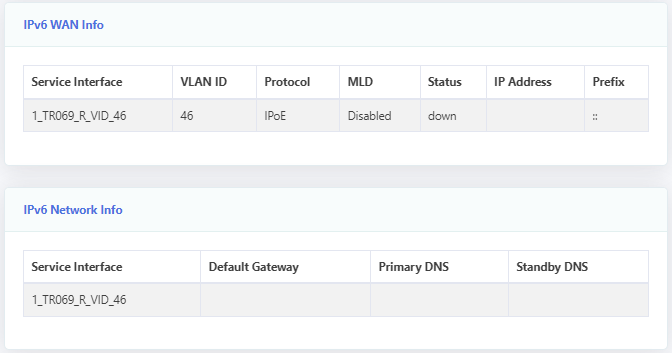 IPv6 WAN Info
Service Interface VLAN ID Protocol MLD Status IP Address Prefix
1_TR069_R_VID_46 46 IPoE Disabled down ::
IPv6 Network Info
Service Interface Default Gateway Primary DNS Standby DNS
1_TR069_R_VID_46